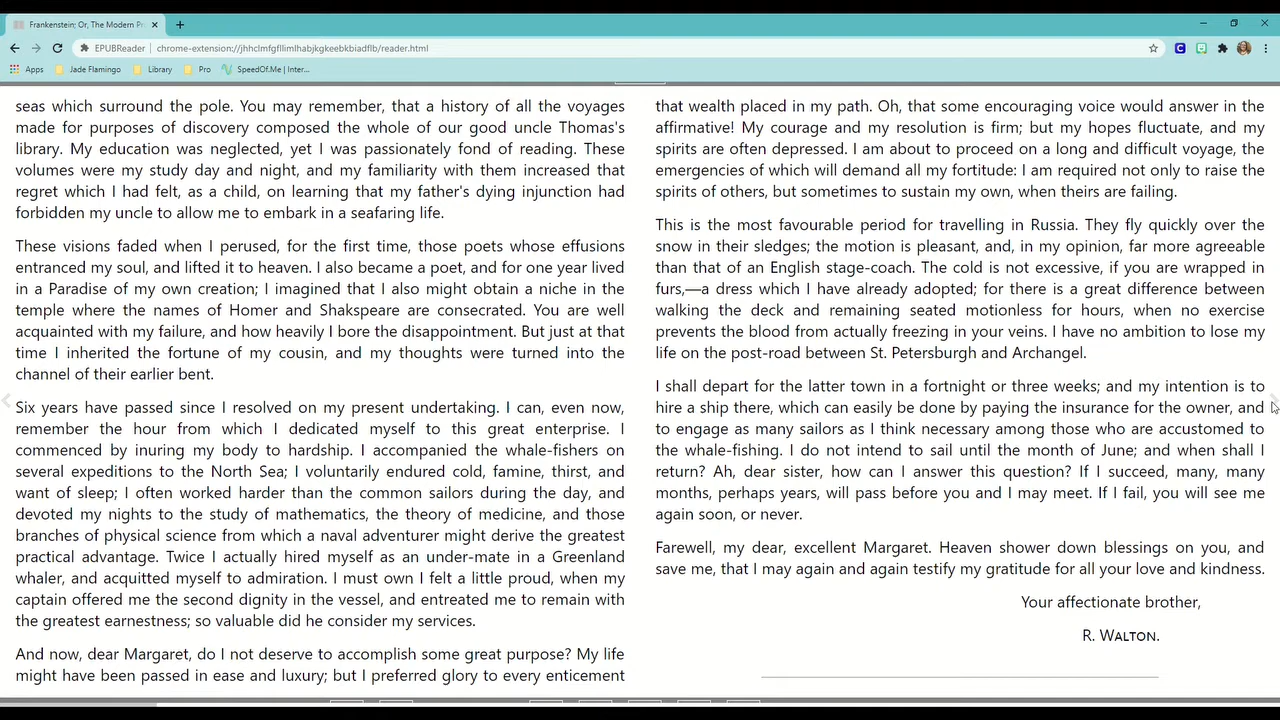 Frankenstein; Or, The Modern Pr
EPUBReader
chrome-extension://jhhclmfgfllimlhabjkgkeebkbiadflb/reader.html
Apps
Jade Flamingo
Library
Pro
SpeedOf.Me | Inter...
seas which surround the pole. You may remember, that a history of all the voyages
made for purposes of discovery composed the whole of our good uncle Thomas's
library. My education was neglected, yet I was passionately fond of reading. These
volumes were my study day and night, and my familiarity with them increased that
regret which I had felt, as a child, on learning that my father's dying injunction had
forbidden my uncle to allow me to embark in a seafaring life.
These visions faded when I perused, for the first time, those poets whose effusions
entranced my soul, and lifted it to heaven. I also became a poet, and for one year lived
in a Paradise of my own creation; I imagined that I also might obtain a niche in the
temple where the names of Homer and Shakspeare are consecrated. You are well
acquainted with my failure, and how heavily I bore the disappointment. But just at that
time I inherited the fortune of my cousin, and my thoughts were turned into the
channel of their earlier bent.
Six years have passed since I resolved on my present undertaking. I can, even now,
remember the hour from which I dedicated myself to this great enterprise. I
commenced by inuring my body to hardship. I accompanied the whale-fishers on
several expeditions to the North Sea; I voluntarily endured cold, famine, thirst, and
want of sleep; I often worked harder than the common sailors during the day, and
devoted my nights to the study of mathematics, the theory of medicine, and those
branches of physical science from which a naval adventurer might derive the greatest
practical advantage. Twice I actually hired myself as an under-mate in a Greenland
whaler, and acquitted myself to admiration. I must own I felt a little proud, when my
captain offered me the second dignity in the vessel, and entreated me to remain with
the greatest earnestness; so valuable did he consider my services.
And now, dear Margaret, do I not deserve to accomplish some great purpose? My life
might have been passed in ease and luxury; but I preferred glory to every enticement
that wealth placed in my path. Oh, that some encouraging voice would answer in the
affirmative! My courage and my resolution is firm; but my hopes fluctuate, and my
spirits are often depressed. I am about to proceed on a long and difficult voyage, the
emergencies of which will demand all my fortitude: I am required not only to raise the
spirits of others, but sometimes to sustain my own, when theirs are failing.
This is the most favourable period for travelling in Russia. They fly quickly over the
snow in their sledges; the motion is pleasant, and, in my opinion, far more agreeable
than that of an English stage-coach. The cold is not excessive, if you are wrapped in
furs,—a dress which I have already adopted; for there is a great difference between
walking the deck and remaining seated motionless for hours, when no exercise
prevents the blood from actually freezing in your veins. I have no ambition to lose my
life on the post-road between St. Petersburgh and Archangel.
I shall depart for the latter town in a fortnight or three weeks; and my intention is to
hire a ship there, which can easily be done by paying the insurance for the owner, and
to engage as many sailors as I think necessary among those who are accustomed to
the whale-fishing. I do not intend to sail until the month of June; and when shall I
return? Ah, dear sister, how can I answer this question? If I succeed, many, many
months, perhaps years, will pass before you and I may meet. If I fail, you will see me
again soon, or never.
Farewell, my dear, excellent Margaret. Heaven shower down blessings on you, and
save me, that I may again and again testify my gratitude for all your love and kindness.
Your affectionate brother,
R. WALTON.